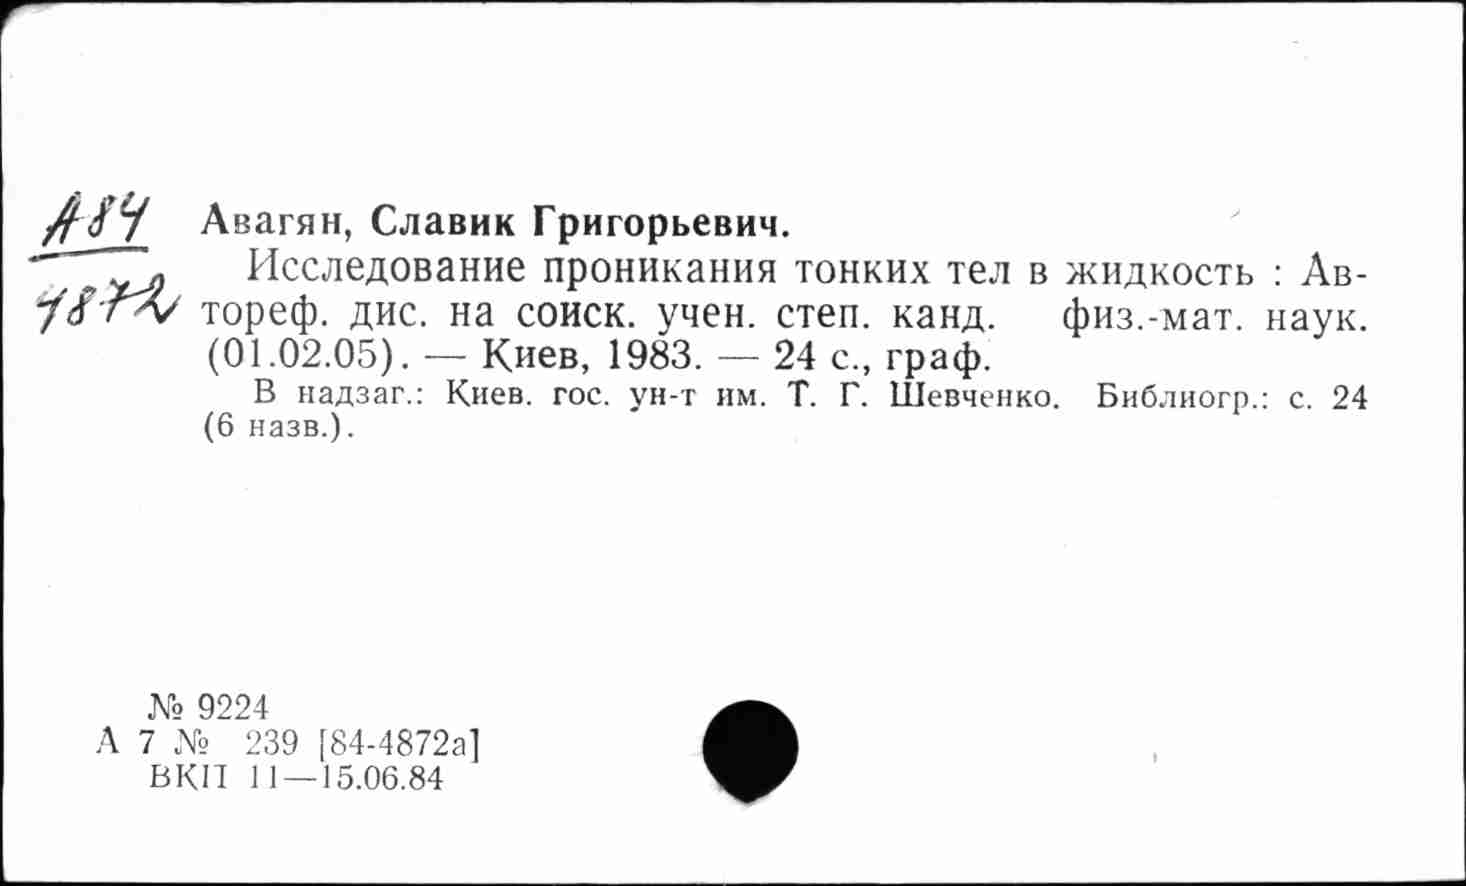 А84
4872
Авагян, Славик Григорьевич.
Исследование проникания тонких тел в жидкость : Ав-
тореф. дис. на соиск. учен. степ. канд. физ.-мат. наук.
(01.02.05). — Киев, 1983. — 24 с., граф.
В надзаг.: Киев. гос. ун-т им. Т. Г. Шевченко. Библиогр.: с. 24
(6 назв.).
№ 9224
А 7 № 239 [84-4872а]
ВКП 11—15.06.84